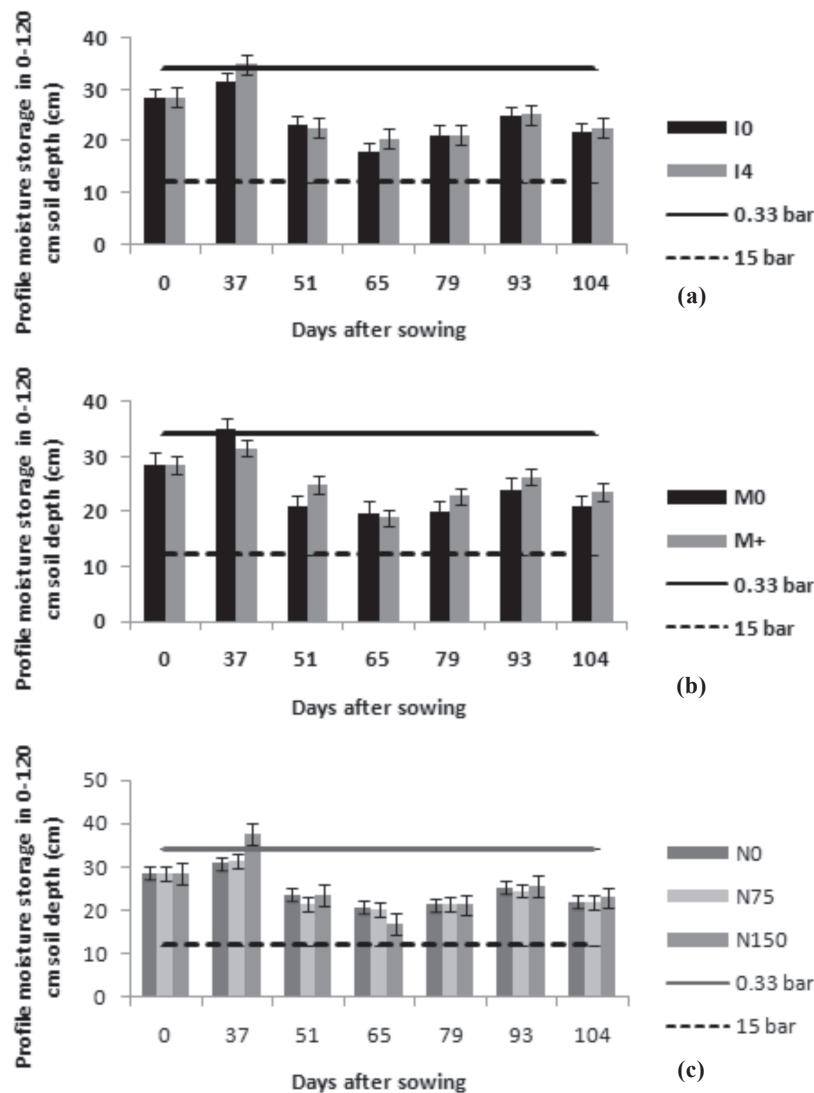 Profile moisture storage in 0-120
cm soil depth (cm)
40
30
20
10
0
0 37 51 65 79 93 104
Days after sowing
I0
I4
0.33 bar
15 bar
(a)
Profile moisture storage in 0-120
cm soil depth (cm)
40
30
20
10
0
0 37 51 65 79 93 104
Days after sowing
M0
M+
0.33 bar
15 bar
(b)
Profile moisture storage in 0-120
cm soil depth (cm)
50
40
30
20
10
0
0 37 51 65 79 93 104
Days after sowing
N0
N75
N150
0.33 bar
15 bar
(c)